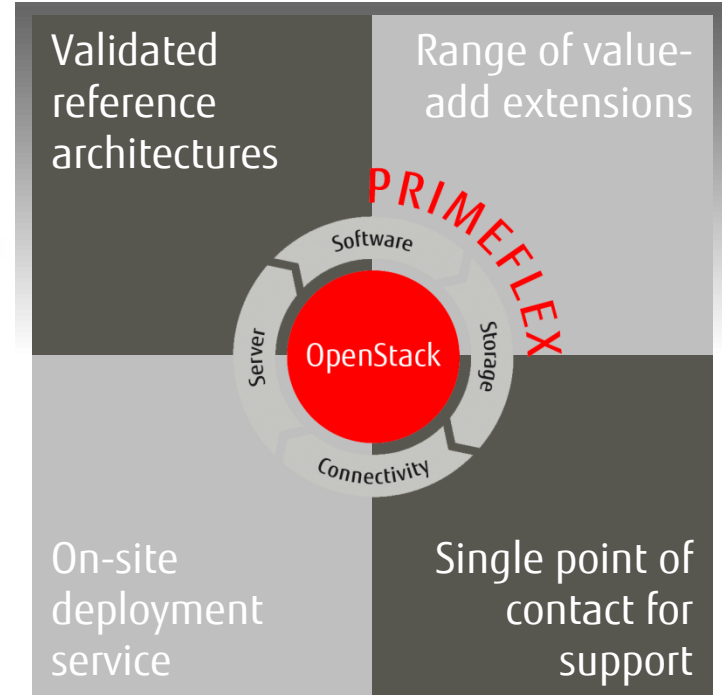 Validated
reference
architectures
Range of value-
add extensions
PRIMEFLEX
Software
Server
OpenStack
Storage
Connectivity
On-site
deployment
service
Single point of
contact for
support